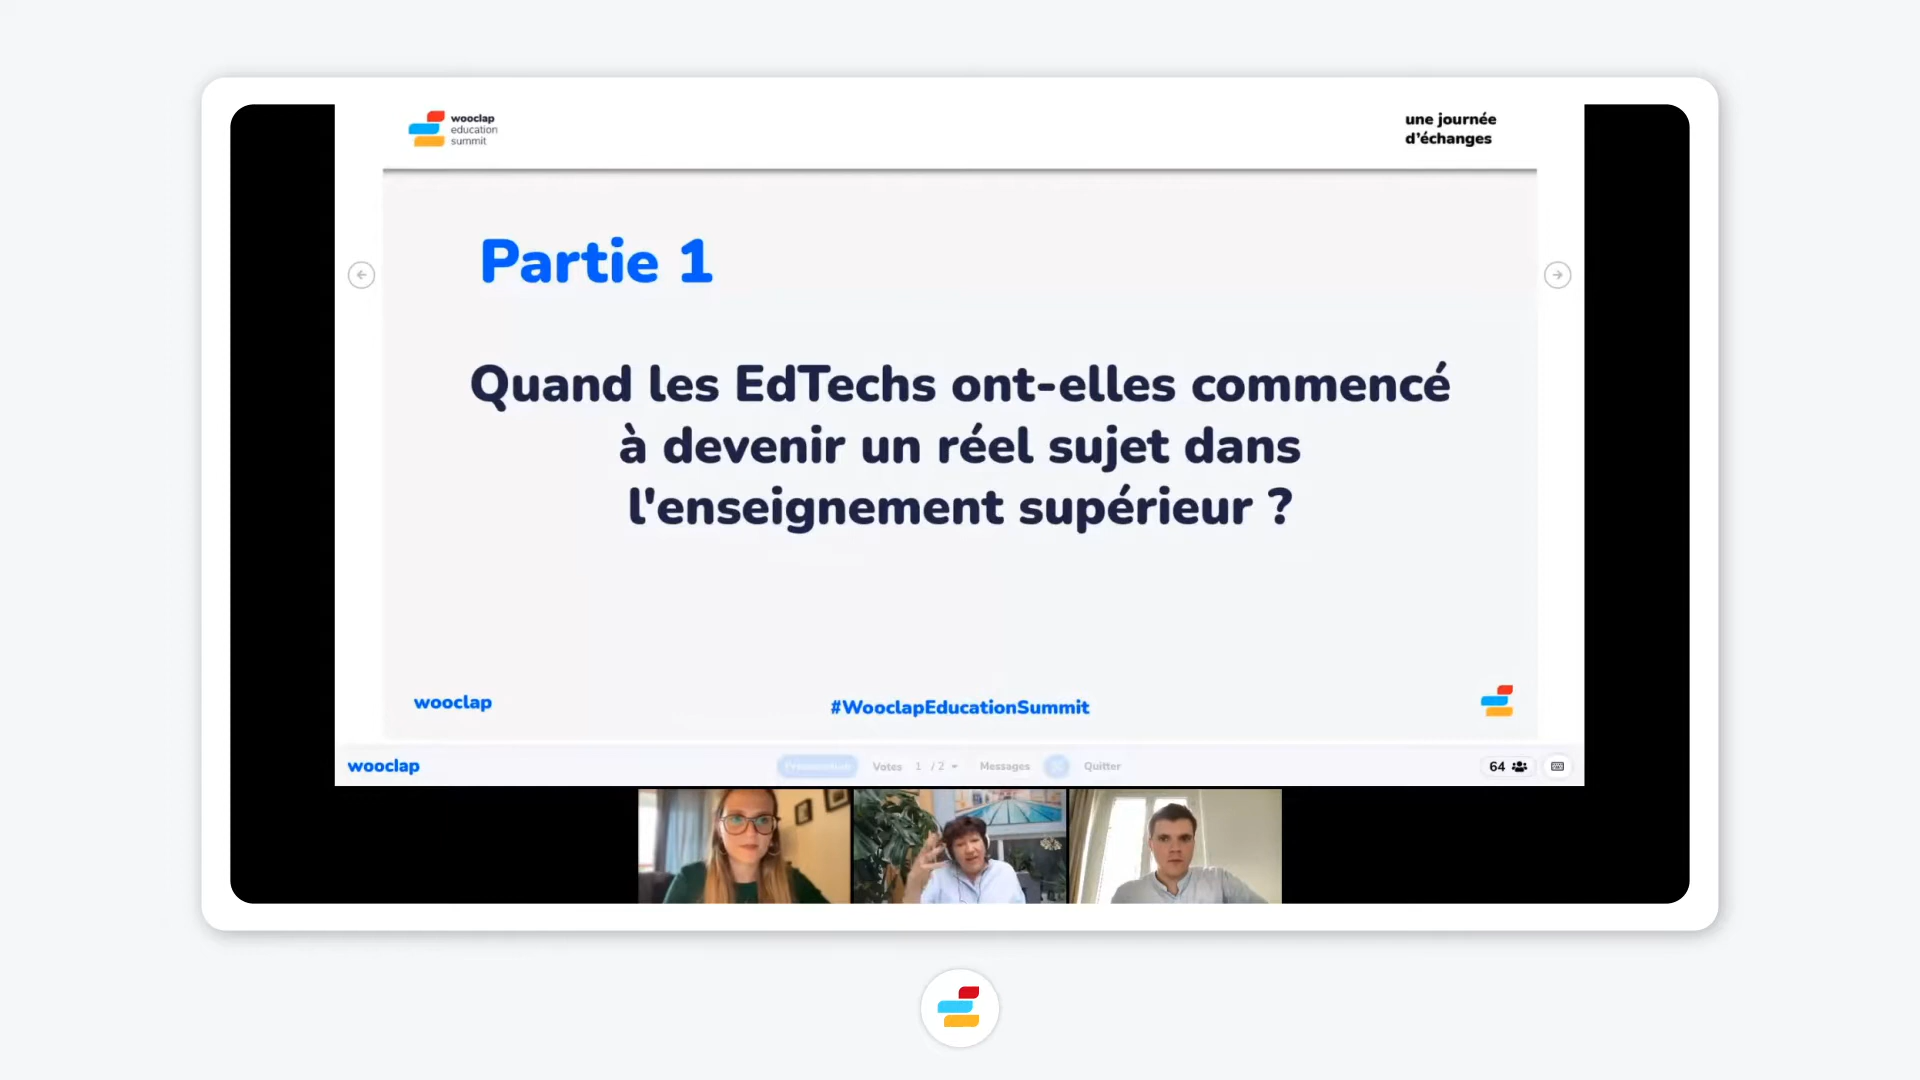 wooclap
education
summit
une journée
d'échanges
Partie 1
Quand les EdTechs ont-elles commencé
à devenir un réel sujet dans
l'enseignement supérieur ?
wooclap
#WooclapEducationSummit
wooclap
Votes 1 / 2
Messages
Quitter
64